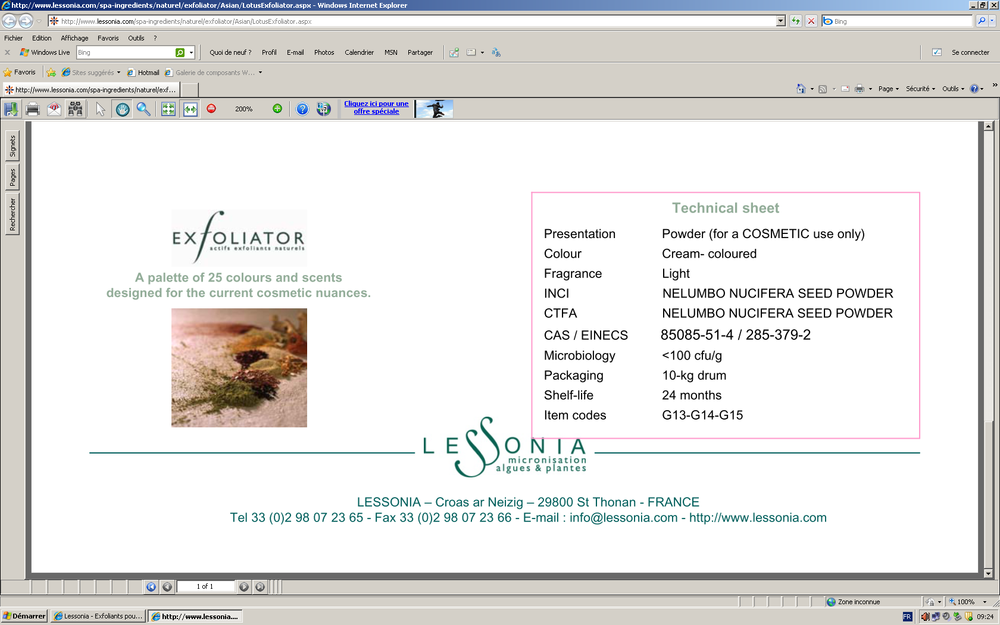 http://www.lessonia.com/spa-ingredients/naturel/exfoliator/Asian/LotusExfoliator.aspx - Windows Internet Explorer
http://www.lessonia.com/spa-ingredients/naturel/exfoliator/Asian/LotusExfoliator.aspx
Bing
Fichier Edition Affichage Favoris Outils ?
Windows Live Bing Quoi de neuf ? Profil E-mail Photos Calendrier MSN Partager Se connecter
Favoris Sites suggérés Hotmail Galerie de composants W...
http://www.lessonia.com/spa-ingredients/naturel/exf... Page Sécurité Outils
200% Cliquez ici pour une
offre spéciale
Signets
Pages
Rechercher
EXfOLIATOR
actifs exfoliants naturels
A palette of 25 colours and scents
designed for the current cosmetic nuances.
Technical sheet
Presentation Powder (for a COSMETIC use only)
Colour Cream- coloured
Fragrance Light
INCI NELUMBO NUCIFERA SEED POWDER
CTFA NELUMBO NUCIFERA SEED POWDER
CAS / EINECS 85085-51-4 / 285-379-2
Microbiology <100 cfu/g
Packaging 10-kg drum
Shelf-life 24 months
Item codes G13-G14-G15
LESSONIA
micronisation
algues & plantes
LESSONIA – Croas ar Neizig – 29800 St Thonan - FRANCE
Tel 33 (0)2 98 07 23 65 - Fax 33 (0)2 98 07 23 66 - E-mail : info@lessonia.com - http://www.lessonia.com
1 of 1
Zone inconnue 100%
Démarrer Lessonia - Exfoliants pou... http://www.lessonia.... FR 09:24